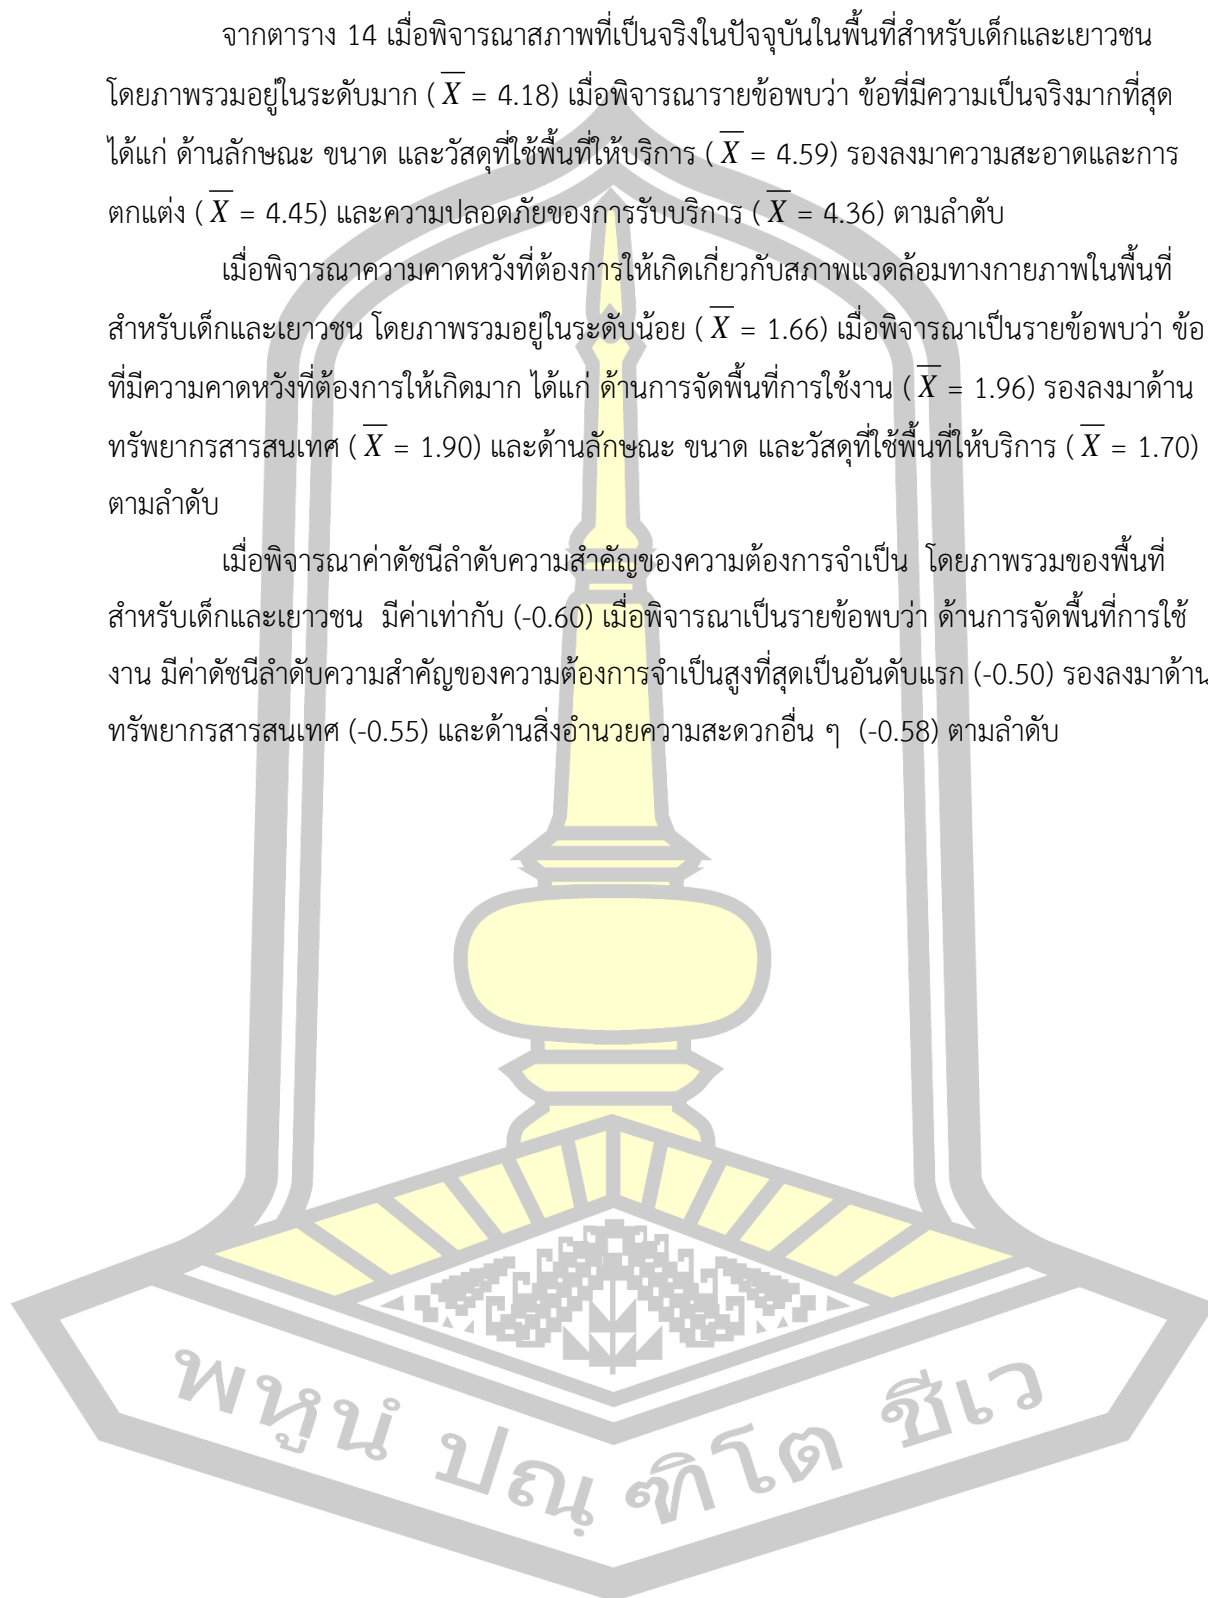 จากตาราง 14 เมื่อพิจารณาสภาพที่เป็นจริงในปัจจุบันในพื้นที่สำหรับเด็กและเยาวชน
โดยภาพรวมอยู่ในระดับมาก ( X̅ = 4.18) เมื่อพิจารณารายข้อพบว่า ข้อที่มีความเป็นจริงมากที่สุด
ได้แก่ ด้านลักษณะ ขนาด และวัสดุที่ใช้พื้นที่ให้บริการ ( X̅ = 4.59) รองลงมาความสะอาดและการ
ตกแต่ง ( X̅ = 4.45) และความปลอดภัยของการรับบริการ ( X̅ = 4.36) ตามลำดับ
เมื่อพิจารณาความคาดหวังที่ต้องการให้เกิดเกี่ยวกับสภาพแวดล้อมทางกายภาพในพื้นที่
สำหรับเด็กและเยาวชน โดยภาพรวมอยู่ในระดับน้อย ( X̅ = 1.66) เมื่อพิจารณาเป็นรายข้อพบว่า ข้อ
ที่มีความคาดหวังที่ต้องการให้เกิดมาก ได้แก่ ด้านการจัดพื้นที่การใช้งาน ( X̅ = 1.96) รองลงมาด้าน
ทรัพยากรสารสนเทศ ( X̅ = 1.90) และด้านลักษณะ ขนาด และวัสดุที่ใช้พื้นที่ให้บริการ ( X̅ = 1.70)
ตามลำดับ
เมื่อพิจารณาค่าดัชนีลำดับความสำคัญของความต้องการจำเป็น โดยภาพรวมของพื้นที่
สำหรับเด็กและเยาวชน มีค่าเท่ากับ (-0.60) เมื่อพิจารณาเป็นรายข้อพบว่า ด้านการจัดพื้นที่การใช้
งาน มีค่าดัชนีลำดับความสำคัญของความต้องการจำเป็นสูงที่สุดเป็นอันดับแรก (-0.50) รองลงมาด้าน
ทรัพยากรสารสนเทศ (-0.55) และด้านสิ่งอำนวยความสะดวกอื่น ๆ (-0.58) ตามลำดับ
พหูนํ ปณฺฑิโต ชีเว